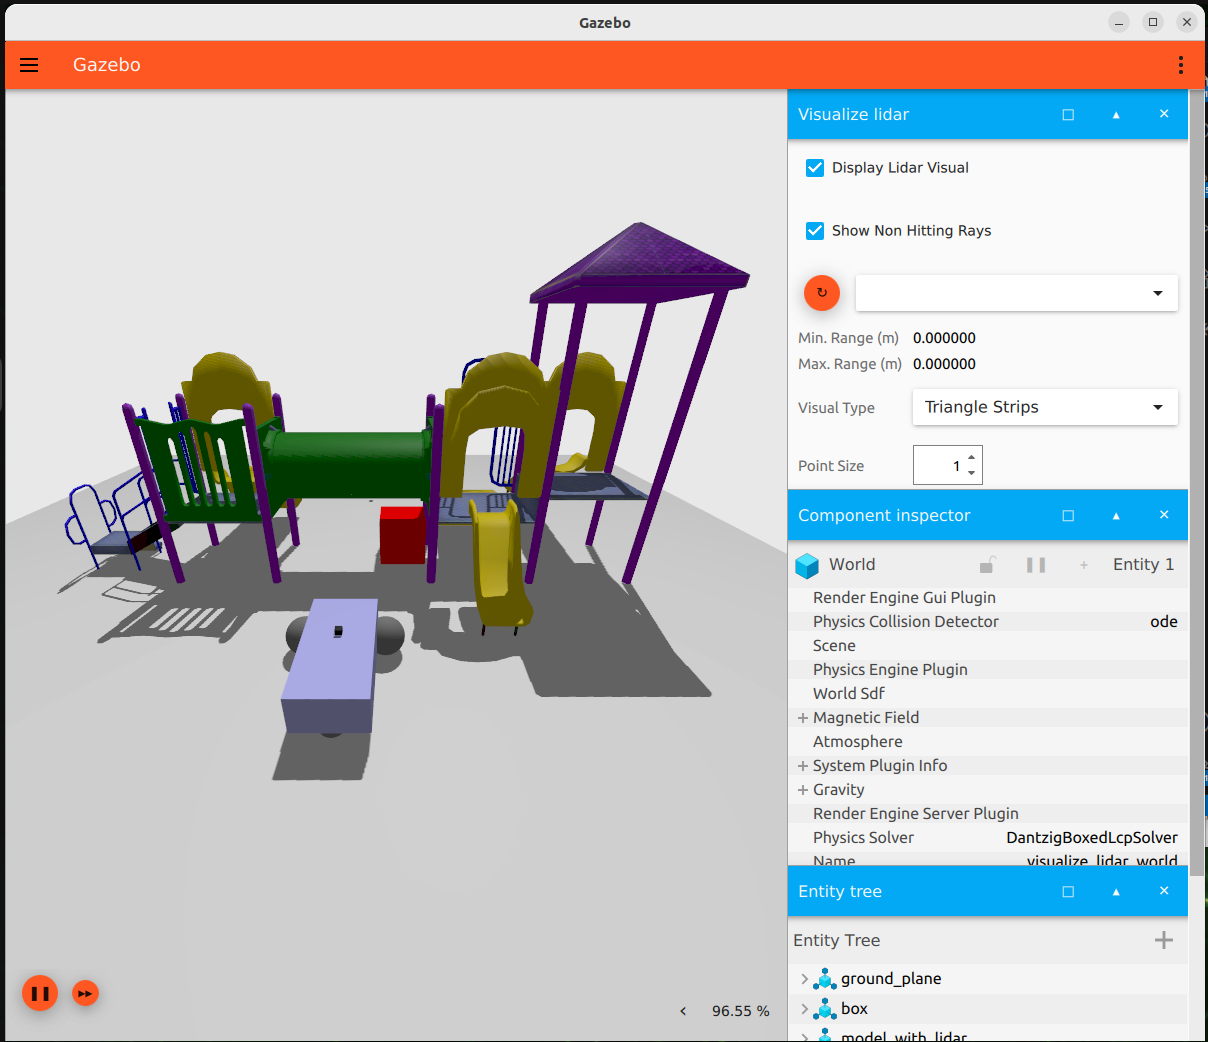 Gazebo
Gazebo
Visualize lidar
Display Lidar Visual
Show Non Hitting Rays
Min. Range (m) 0.000000
Max. Range (m) 0.000000
Visual Type Triangle Strips
Point Size 1
Component inspector
World Entity 1
Render Engine Gui Plugin
Physics Collision Detector ode
Scene
Physics Engine Plugin
World Sdf
Magnetic Field
Atmosphere
System Plugin Info
Gravity
Render Engine Server Plugin
Physics Solver DantzigBoxedLcpSolver
Name visualize_lidar_world
Entity tree
Entity Tree
ground_plane
box
model_with_lidar
96.55 %